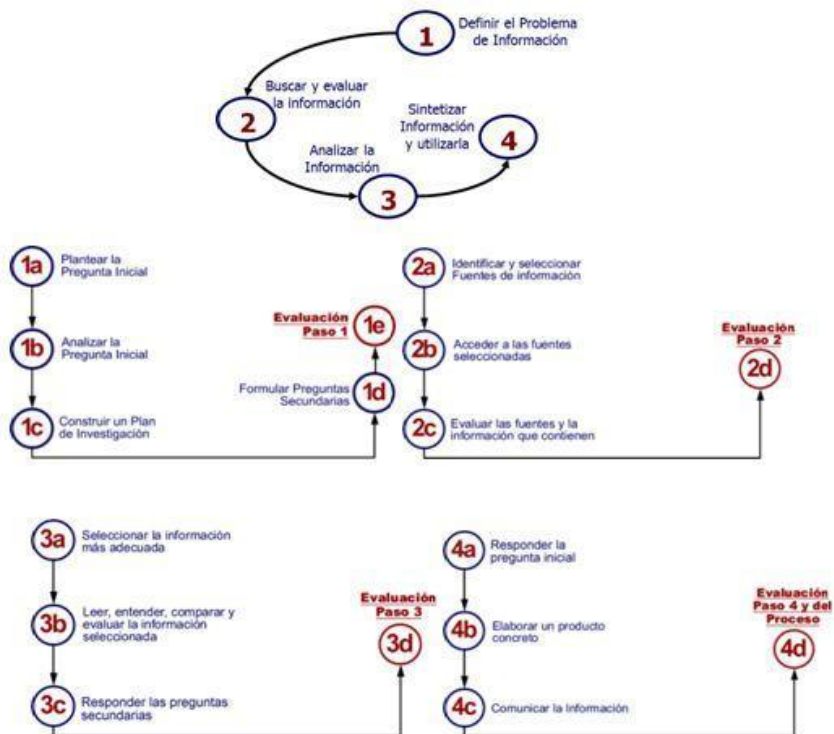 1
Definir el Problema
de Información
Buscar y evaluar
la información
2
Analizar la
Información
3
Sintetizar
Información
y utilizarla
4
1a
Plantear la
Pregunta Inicial
1b
Analizar la
Pregunta Inicial
1c
Construir un Plan
de Investigación
Formular Preguntas
Secundarias
1d
Evaluación
Paso 1
1e
2a
Identificar y seleccionar
Fuentes de información
2b
Acceder a las fuentes
seleccionadas
2c
Evaluar las fuentes y la
información que contienen
Evaluación
Paso 2
2d
3a
Seleccionar la información
más adecuada
3b
Leer, entender, comparar y
evaluar la información
seleccionada
3c
Responder las preguntas
secundarias
Evaluación
Paso 3
3d
4a
Responder la
pregunta inicial
4b
Elaborar un producto
concreto
4c
Comunicar la Información
Evaluación
Paso 4 y del
Proceso
4d